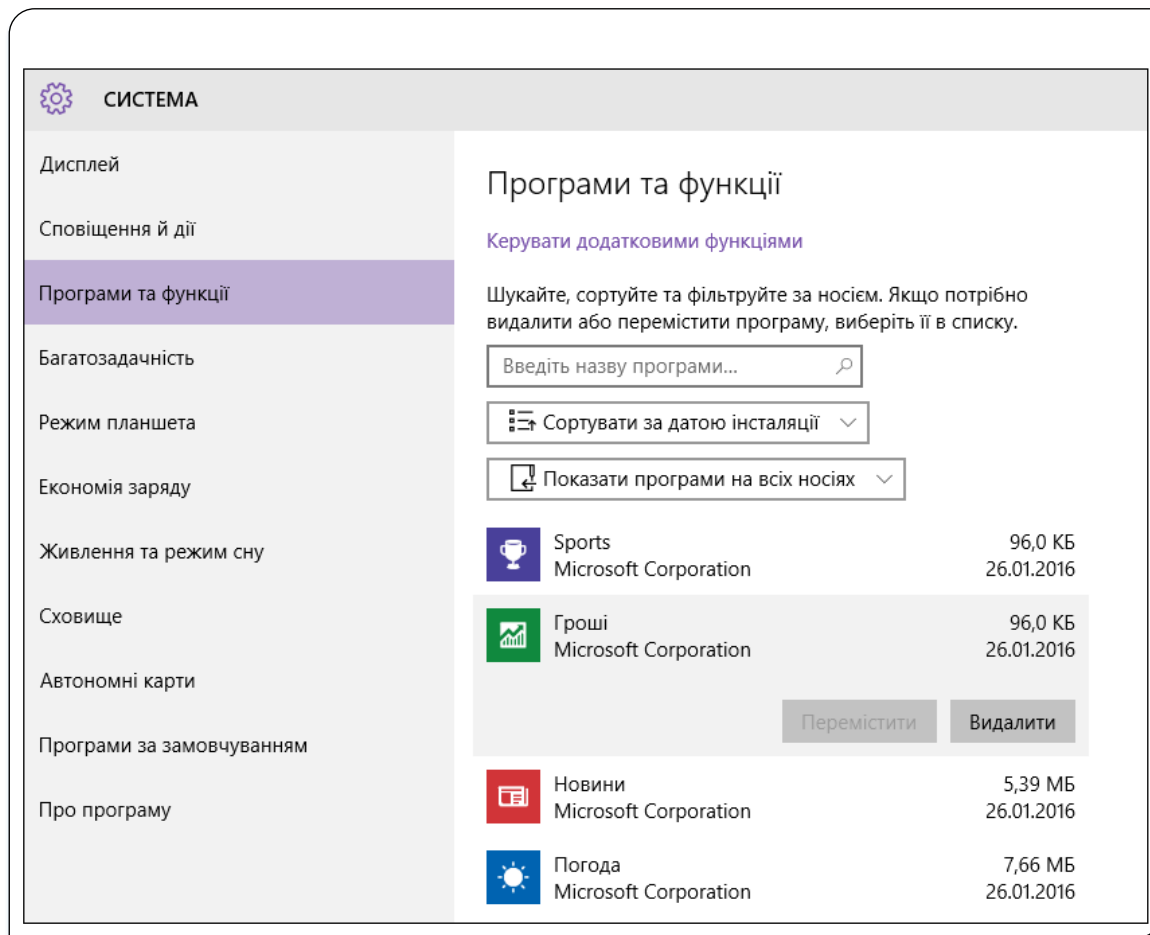 СИСТЕМА
Дисплей
Сповіщення й дії
Програми та функції
Багатозадачність
Режим планшета
Економія заряду
Живлення та режим сну
Сховище
Автономні карти
Програми за замовчуванням
Про програму
Програми та функції
Керувати додатковими функціями
Шукайте, сортуйте та фільтруйте за носієм. Якщо потрібно
видалити або перемістити програму, виберіть її в списку.
Введіть назву програми...
Сортувати за датою інсталяції
Показати програми на всіх носіях
Sports 96,0 КБ
Microsoft Corporation 26.01.2016
Гроші 96,0 КБ
Microsoft Corporation 26.01.2016
Перемістити Видалити
Новини 5,39 МБ
Microsoft Corporation 26.01.2016
Погода 7,66 МБ
Microsoft Corporation 26.01.2016